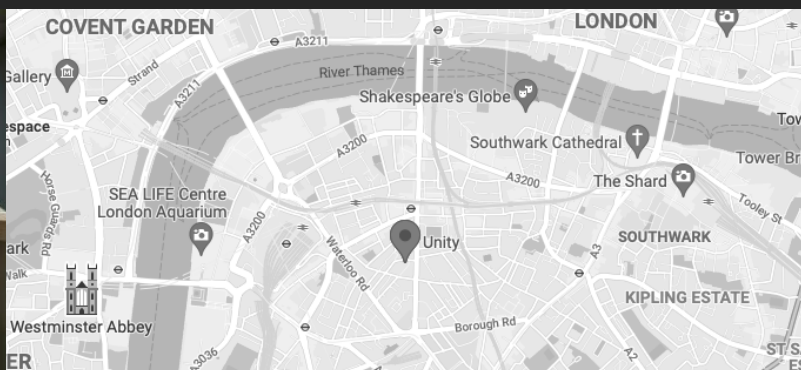 COVENT GARDEN
LONDON
A3211
Gallery
Strand
River Thames
A3211
Shakespeare's Globe
espace
Tow
A3200
Southwark Cathedral
Tower Br
Horse Guards Rd
SEA LIFE Centre
London Aquarium
A3200
The Shard
Tooley St
A3200
ark
Waterloo Rd
Unity
A3
SOUTHWARK
Walk
KIPLING ESTATE
Westminster Abbey
Borough Rd
ER
A3036
A2
ST S
ES